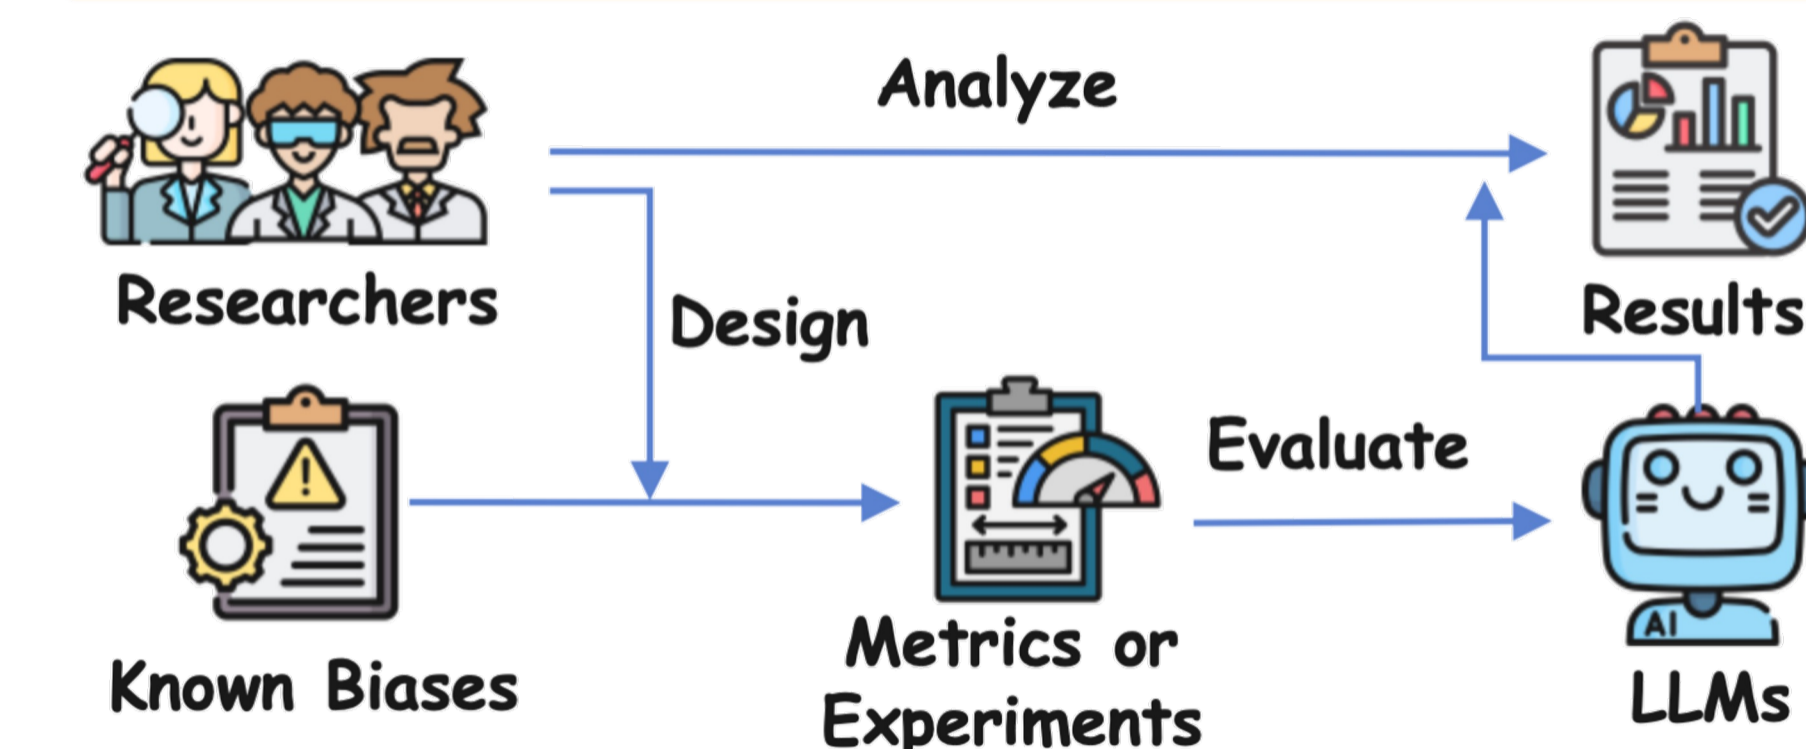 Analyze
Researchers
Design
Results
Evaluate
AI
Known Biases
Metrics or
Experiments
LLMs